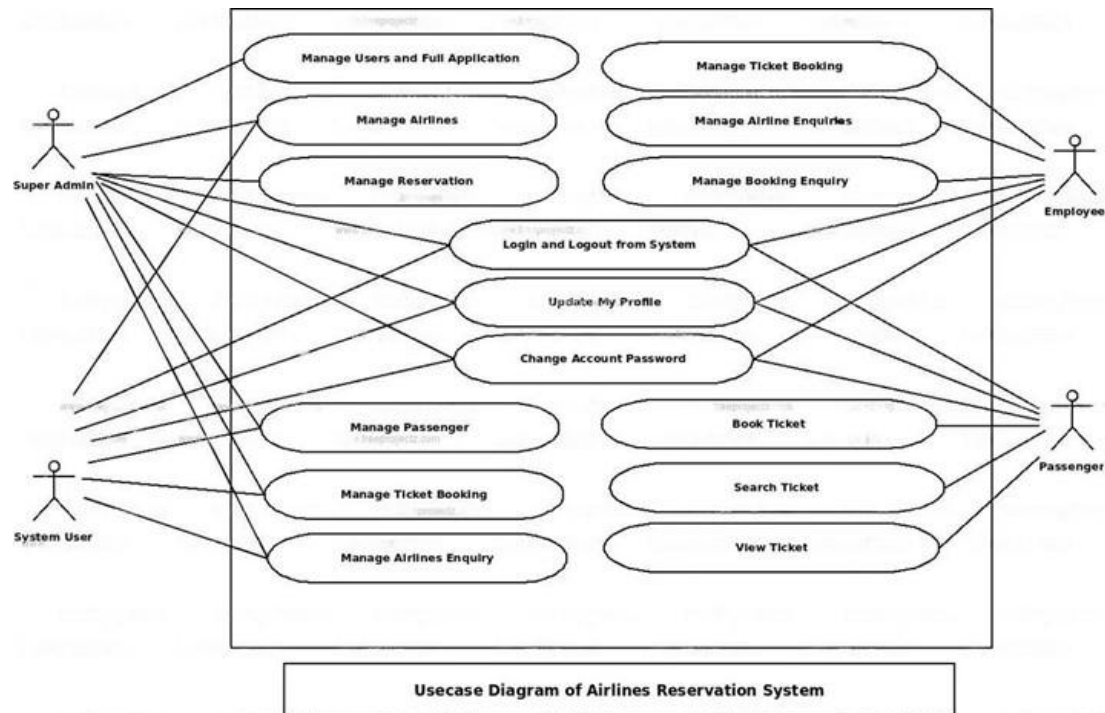 Manage Users and Full Application
Manage Ticket Booking
Manage Airlines
Manage Airline Enquiries
Super Admin
Manage Reservation
Manage Booking Enquiry
Employee
Login and Logout from System
Update My Profile
Change Account Password
Manage Passenger
Book Ticket
Passenger
Manage Ticket Booking
Search Ticket
System User
Manage Airlines Enquiry
View Ticket
Usecase Diagram of Airlines Reservation System